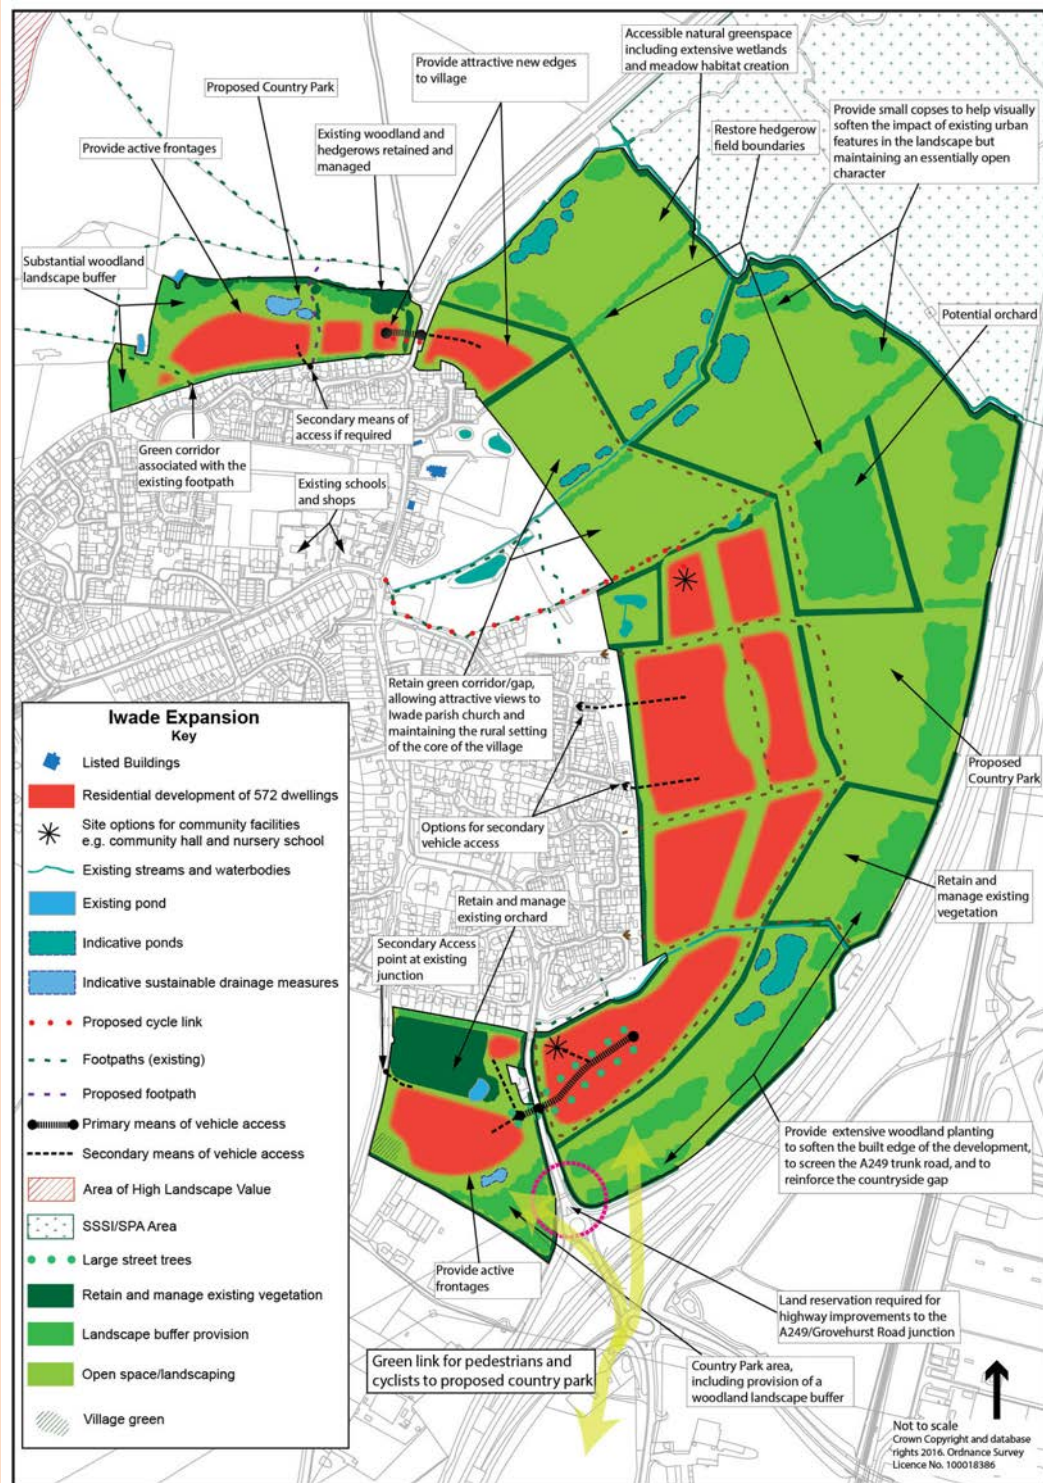 Accessible natural greenspace
including extensive wetlands
and meadow habitat creation
Provide attractive new edges
to village
Proposed Country Park
Provide small copses to help visually
soften the impact of existing urban
features in the landscape but
maintaining an essentially open
character
Existing woodland and
hedgerows retained and
managed
Restore hedgerow
field boundaries
Provide active frontages
Substantial woodland
landscape buffer
Potential orchard
Secondary means of
access if required
Green corridor
associated with the
existing footpath
Existing schools
and shops
Retain green corridor/gap,
allowing attractive views to
Iwade parish church and
maintaining the rural setting
of the core of the village
Proposed
Country Park
Options for secondary
vehicle access
Retain and
manage existing
vegetation
Retain and manage
existing orchard
Secondary Access
point at existing
junction
Provide extensive woodland planting
to soften the built edge of the development,
to screen the A249 trunk road, and to
reinforce the countryside gap
Provide active
frontages
Land reservation required for
highway improvements to the
A249/Grovehurst Road junction
Green link for pedestrians and
cyclists to proposed country park
Country Park area,
including provision of a
woodland landscape buffer
Iwade Expansion
Key
Listed Buildings
Residential development of 572 dwellings
Site options for community facilities
e.g. community hall and nursery school
Existing streams and waterbodies
Existing pond
Indicative ponds
Indicative sustainable drainage measures
Proposed cycle link
Footpaths (existing)
Proposed footpath
Primary means of vehicle access
Secondary means of vehicle access
Area of High Landscape Value
SSSI/SPA Area
Large street trees
Retain and manage existing vegetation
Landscape buffer provision
Open space/landscaping
Village green
Not to scale
Crown Copyright and database
rights 2016. Ordnance Survey
Licence No. 100018386